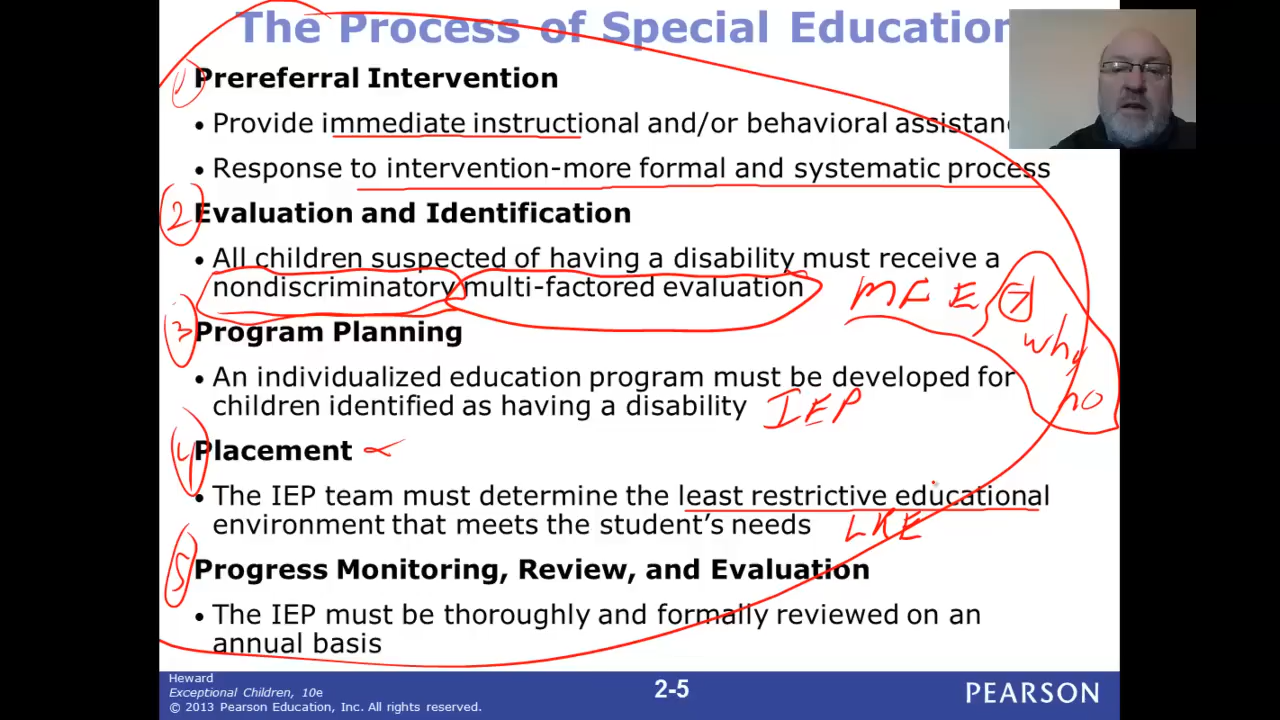 The Process of Special Education
1 Prereferral Intervention
• Provide immediate instructional and/or behavioral assistan
• Response to intervention-more formal and systematic process
2 Evaluation and Identification
• All children suspected of having a disability must receive a
nondiscriminatory multi-factored evaluation MFE
why
no
3 Program Planning
• An individualized education program must be developed for
children identified as having a disability IEP
4 Placement
• The IEP team must determine the least restrictive educational
environment that meets the student's needs LRE
5 Progress Monitoring, Review, and Evaluation
• The IEP must be thoroughly and formally reviewed on an
annual basis
Heward
Exceptional Children, 10e
© 2013 Pearson Education, Inc. All rights reserved.
2-5
PEARSON